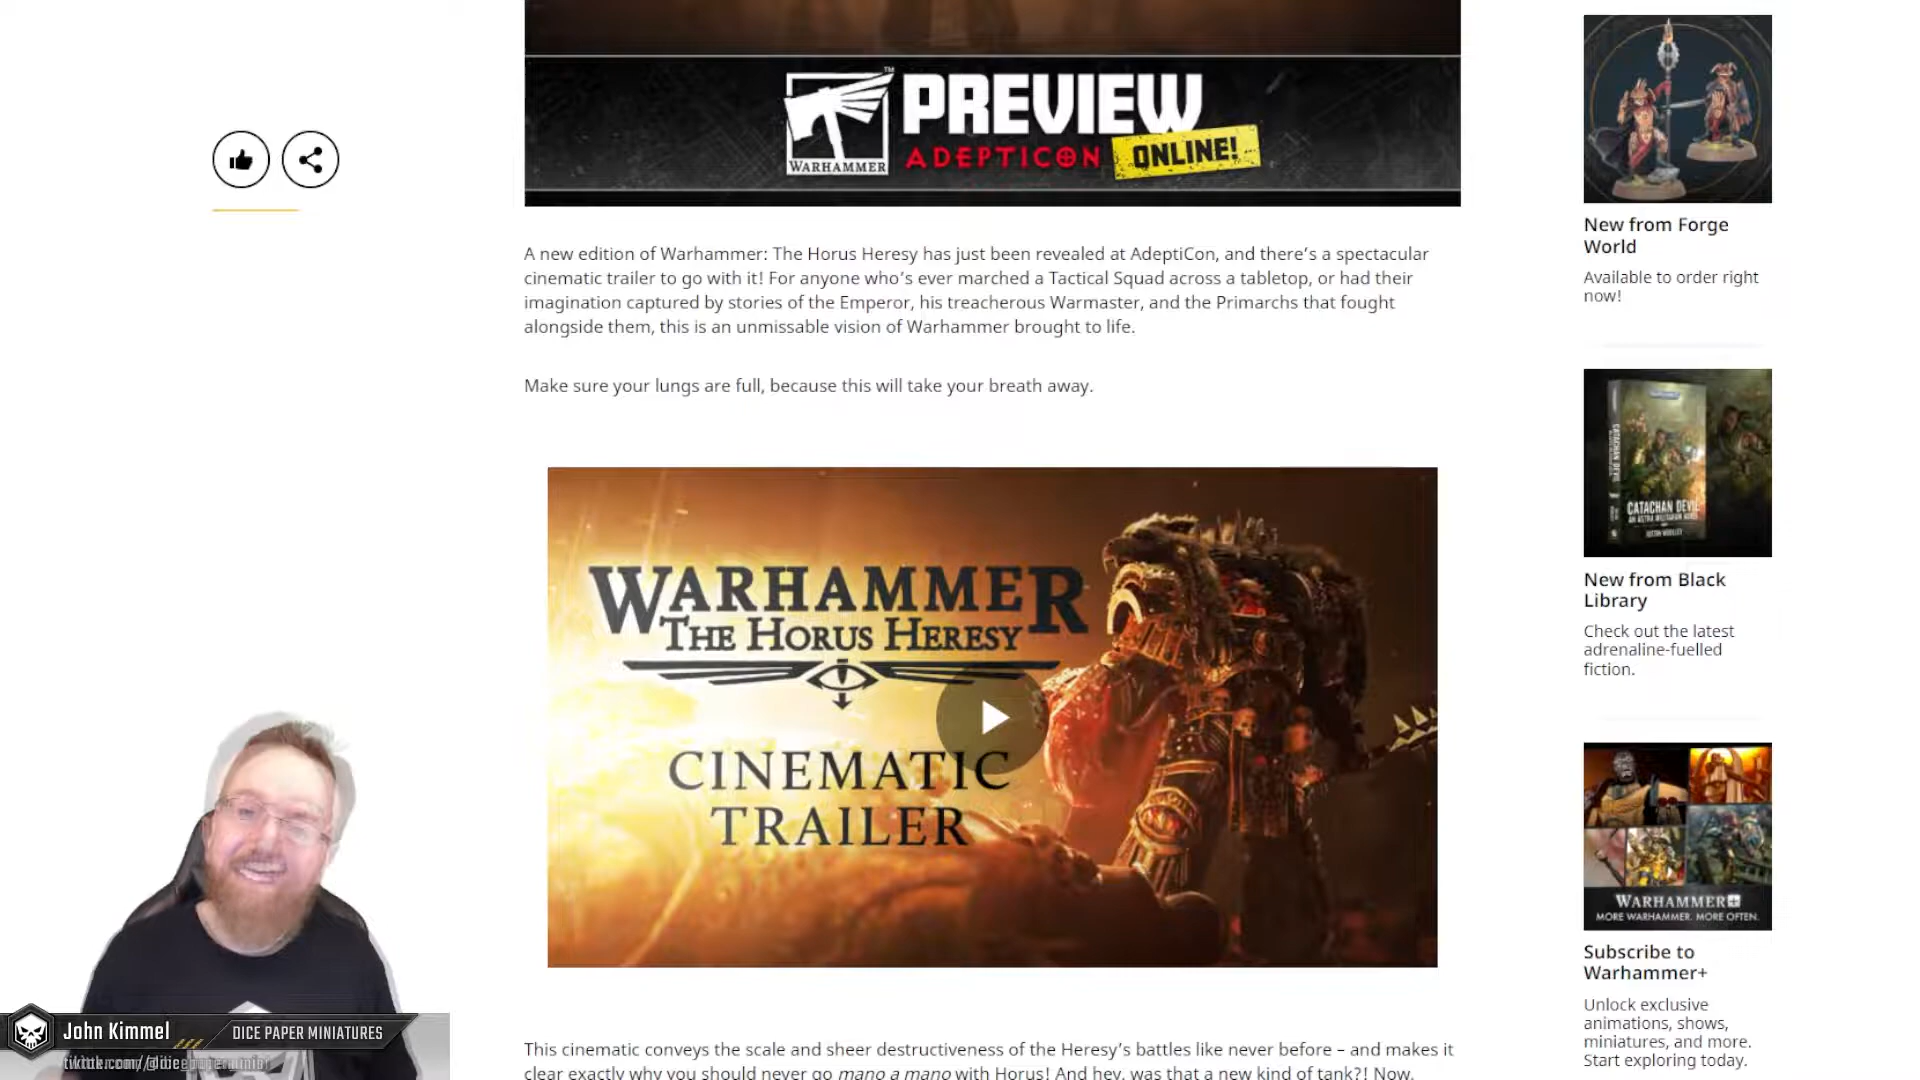 PREVIEW
WARHAMMER
ADEPTICON
ONLINE!
A new edition of Warhammer: The Horus Heresy has just been revealed at AdeptiCon, and there's a spectacular
cinematic trailer to go with it! For anyone who's ever marched a Tactical Squad across a tabletop, or had their
imagination captured by stories of the Emperor, his treacherous Warmaster, and the Primarchs that fought
alongside them, this is an unmissable vision of Warhammer brought to life.
Make sure your lungs are full, because this will take your breath away.
WARHAMMER
THE HORUS HERESY
CINEMATIC
TRAILER
This cinematic conveys the scale and sheer destructiveness of the Heresy's battles like never before – and makes it
clear exactly why you should never go mano a mano with Horus! And hey, was that a new kind of tank?! Now,
New from Forge
World
Available to order right
now!
CATACHAN DEVIL
New from Black
Library
Check out the latest
adrenaline-fuelled
fiction.
WARHAMMER+
MORE WARHAMMER. MORE OFTEN.
Subscribe to
Warhammer+
Unlock exclusive
animations, shows,
miniatures, and more.
Start exploring today.
John Kimmel
DICE PAPER MINIATURES